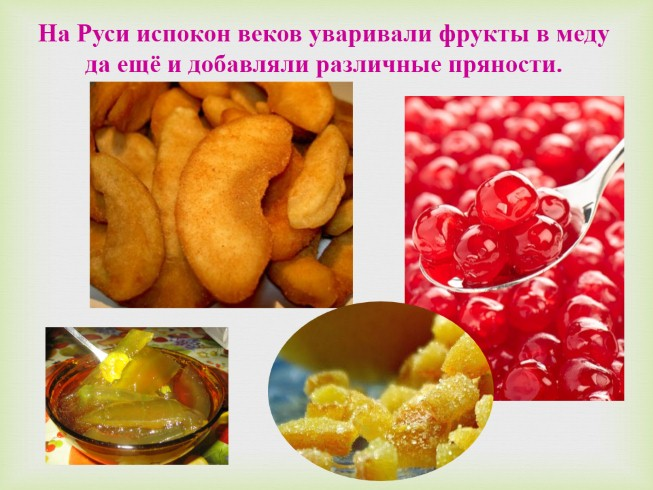 На Руси испокон веков уваривали фрукты в меду
да ещё и добавляли различные пряности.